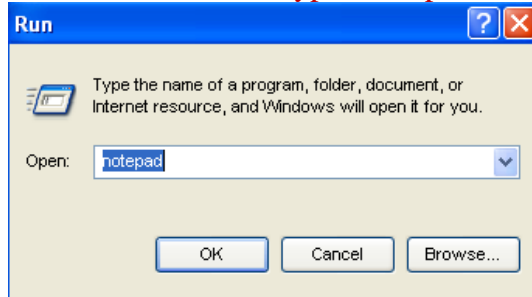 Run
Type the name of a program, folder, document, or
Internet resource, and Windows will open it for you.
Open: notepad
OK Cancel Browse...